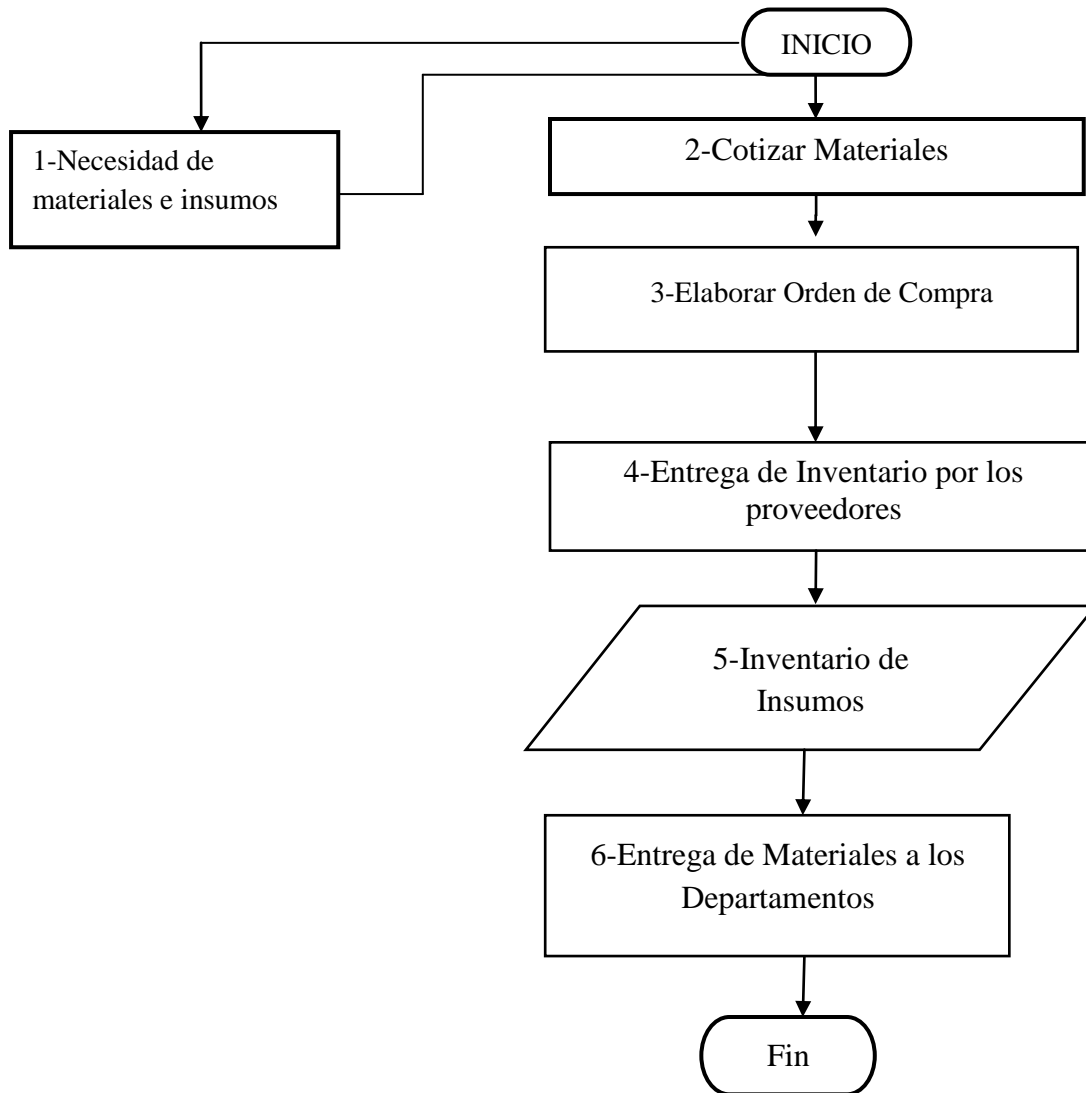 INICIO
1-Necesidad de
materiales e insumos
2-Cotizar Materiales
3-Elaborar Orden de Compra
4-Entrega de Inventario por los
proveedores
5-Inventario de
Insumos
6-Entrega de Materiales a los
Departamentos
Fin